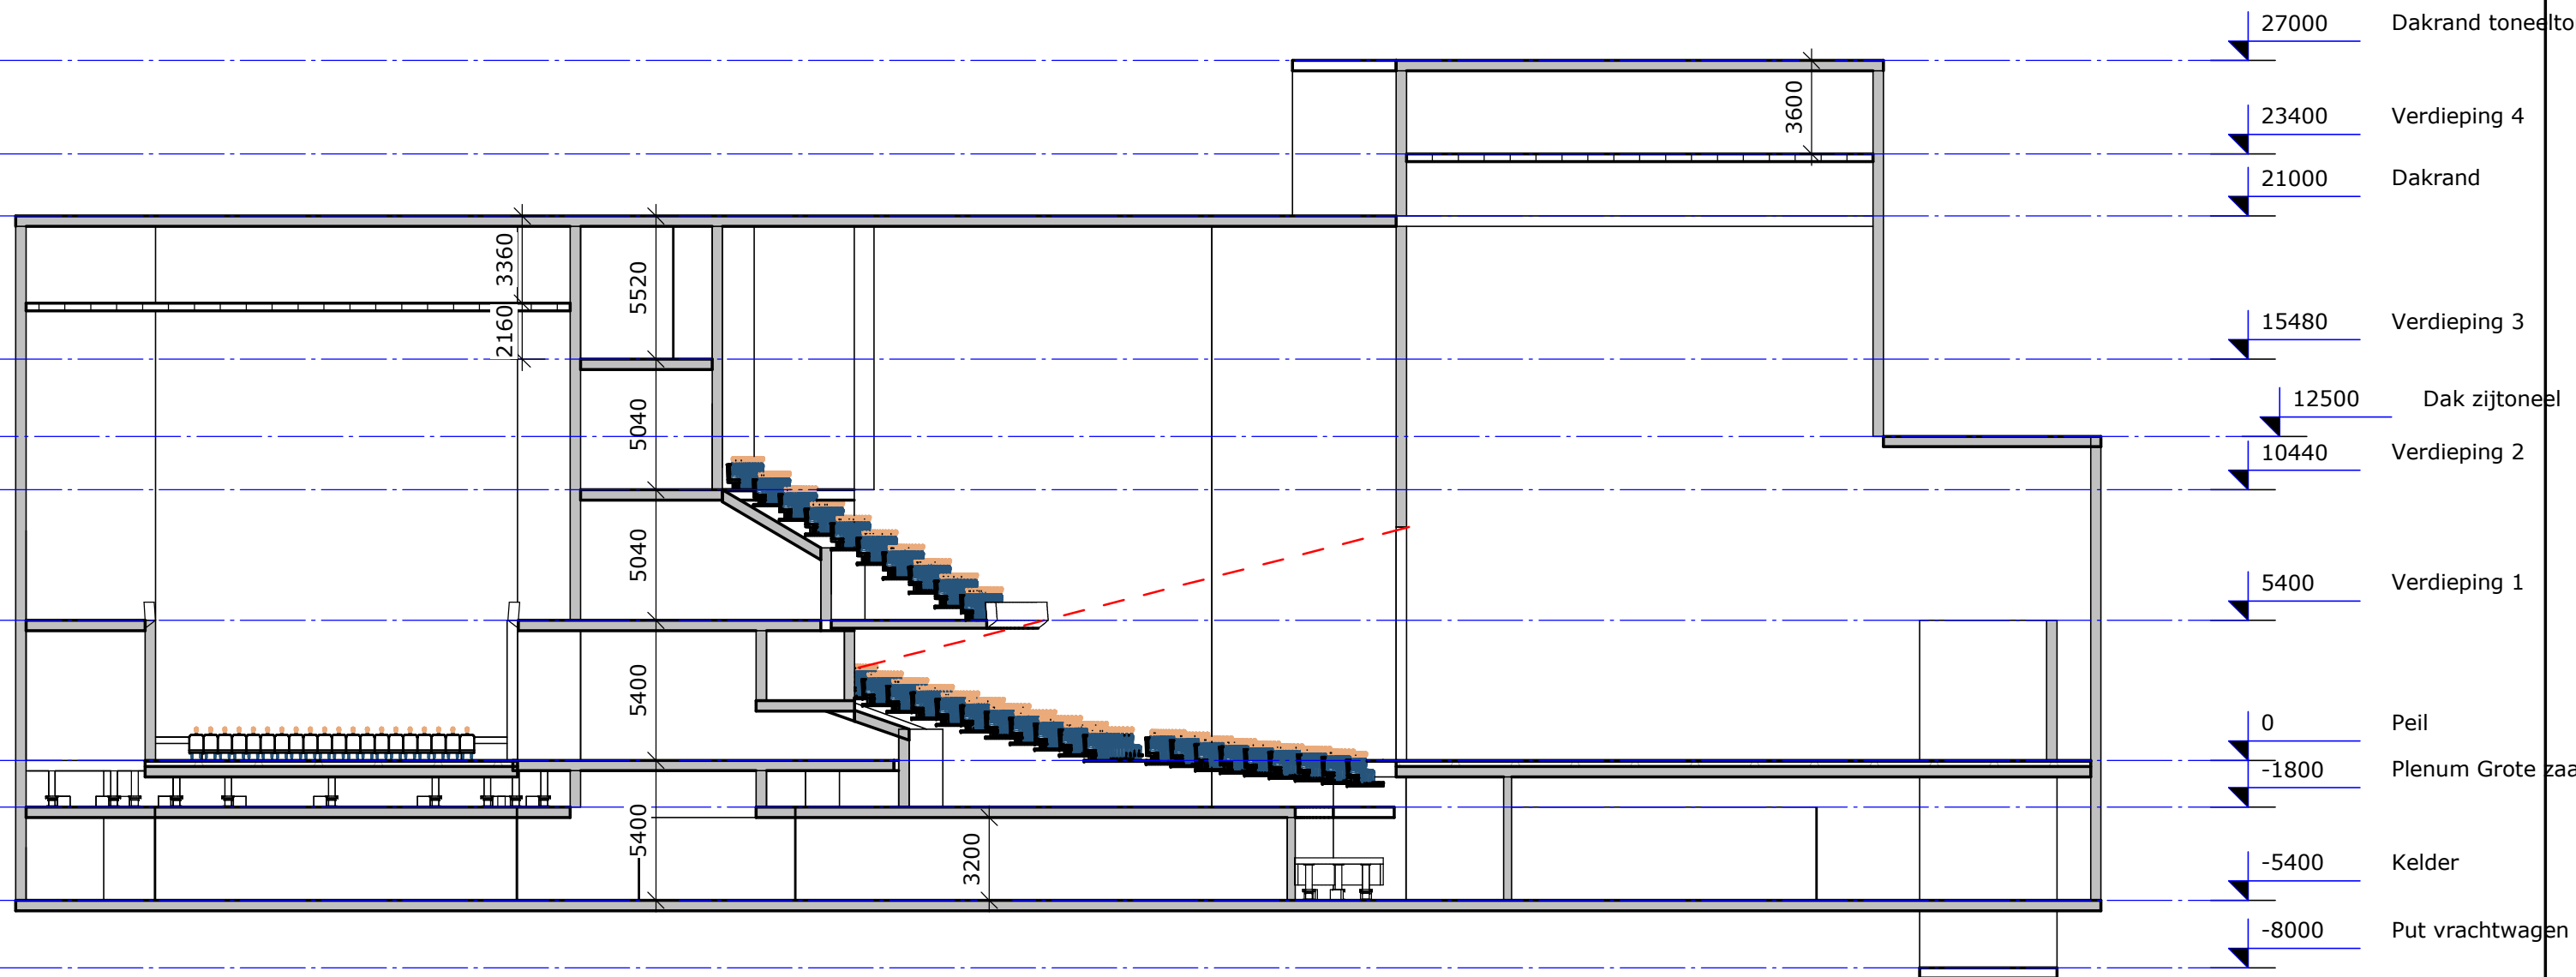 27000 Dakrand toneelto
3600
23400 Verdieping 4
21000 Dakrand
3360
5520
2160
15480 Verdieping 3
12500 Dak zijtoneel
5040
10440 Verdieping 2
5040
5400 Verdieping 1
5400
0 Peil
-1800 Plenum Grote zaa
5400
3200
-5400 Kelder
-8000 Put vrachtwagen